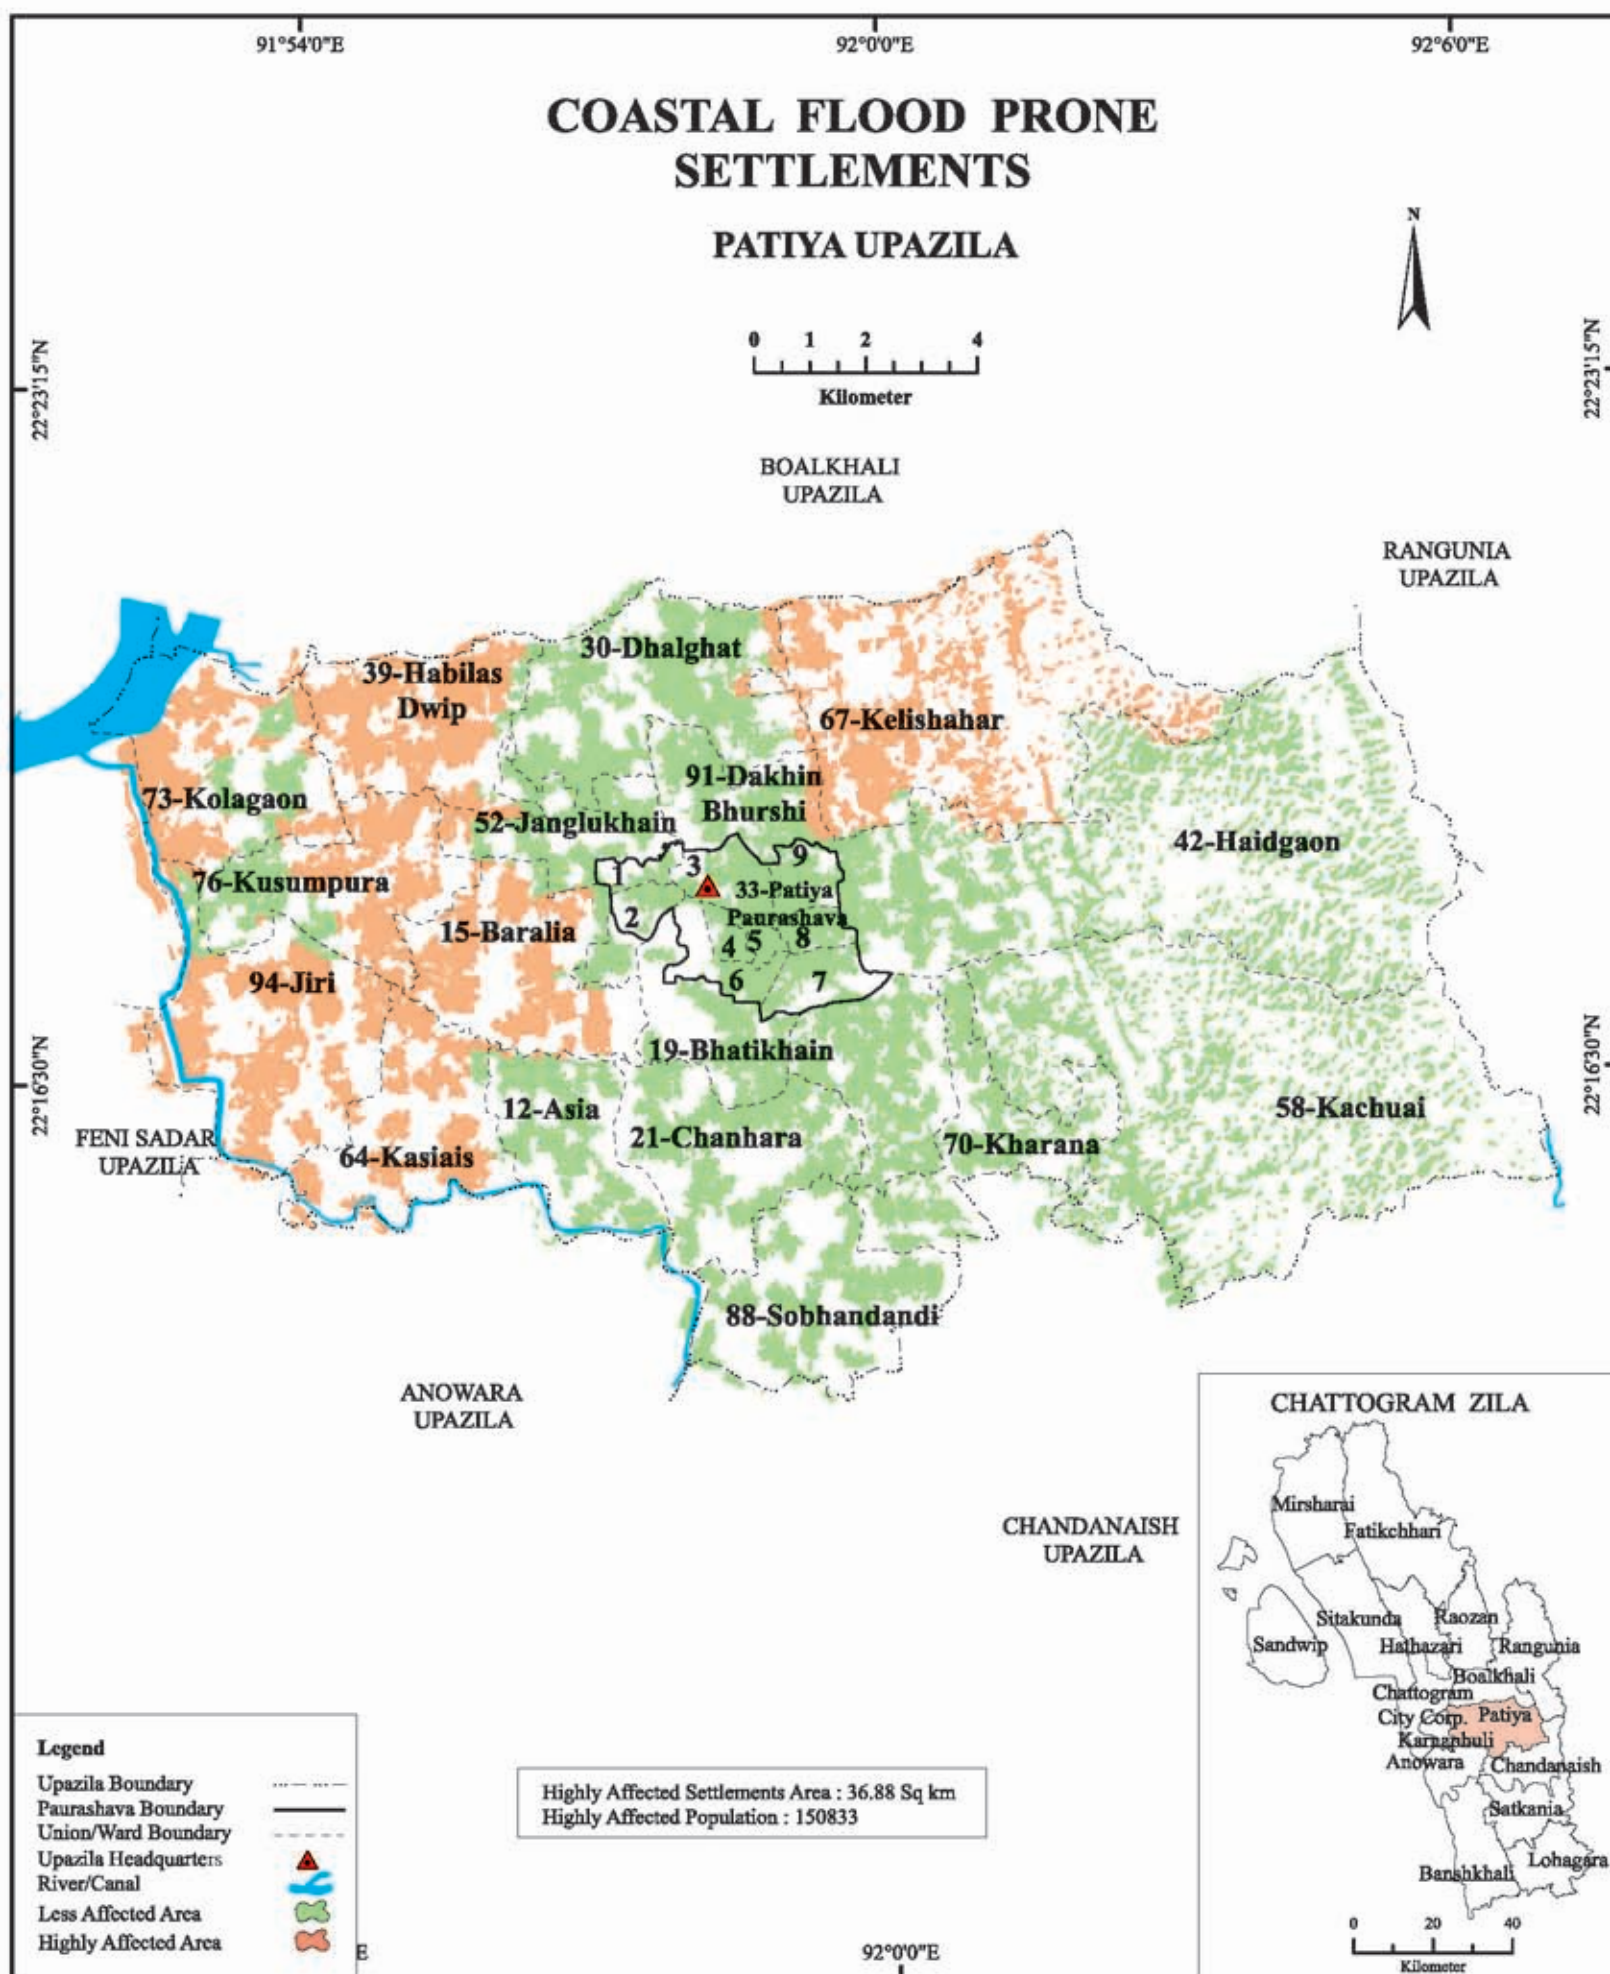 91°54'0"E
92°0'0"E
92°6'0"E
COASTAL FLOOD PRONE
SETTLEMENTS
PATIYA UPAZILA
N
0 1 2 4
Kilometer
22°23'15"N
22°23'15"N
BOALKHALI
UPAZILA
RANGUNIA
UPAZILA
30-Dhalghat
39-Habilas
Dwip
67-Kelishahar
91-Dakhin
Bhurshi
73-Kolagaon
52-Janglukhain
42-Haidgaon
9
3
1
76-Kusumpura
33-Patiya
Paurashava
2
15-Baralia
4
5
8
94-Jiri
6
7
19-Bhatikhain
22°16'30"N
22°16'30"N
12-Asia
58-Kachuai
21-Chanhara
70-Kharana
FENI SADAR
UPAZILA
64-Kasiais
88-Sobhandandi
ANOWARA
UPAZILA
CHANDANAISH
UPAZILA
CHATTOGRAM ZILA
Mirsharai
Fatikchhari
Sitakunda
Raozan
Sandwip
Hathazari
Rangunia
Boalkhali
Chattogram
City Corp.
Patiya
Karnaphuli
Anowara
Chandanaish
Satkania
Lohagara
Banshkhali
0 20 40
Kilometer
Legend
Upazila Boundary
Paurashava Boundary
Union/Ward Boundary
Upazila Headquarters
River/Canal
Less Affected Area
Highly Affected Area
Highly Affected Settlements Area : 36.88 Sq km
Highly Affected Population : 150833
E
92°0'0"E